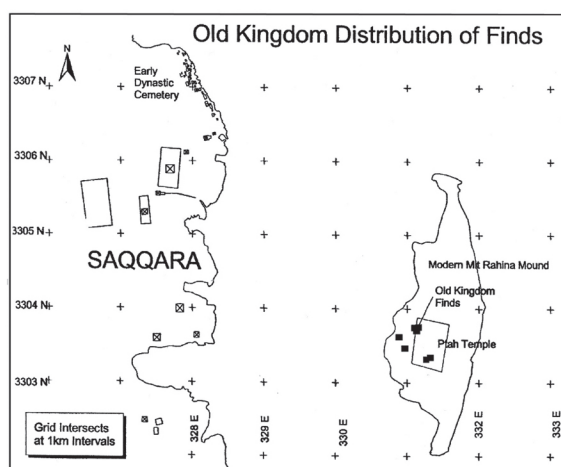 Old Kingdom Distribution of Finds
N
3307 N
Early
Dynastic
Cemetery
3306 N
3305 N
SAQQARA
Modern Mit Rahina Mound
3304 N
Old Kingdom
Finds
Ptah Temple
3303 N
Grid Intersects
at 1km Intervals
328 E
329 E
330 E
332 E
333 E